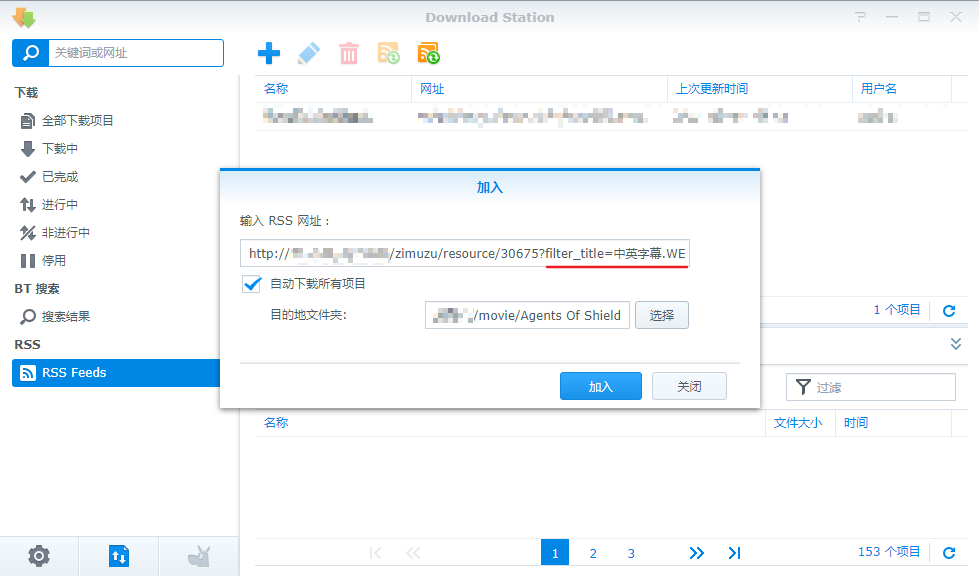 Download Station
关键词或网址
下载
全部下载项目
下载中
已完成
进行中
非进行中
停用
BT 搜索
搜索结果
RSS
RSS Feeds
名称
网址
上次更新时间
用户名
加入
输入 RSS 网址：
http://
/zimuzu/resource/30675?filter_title=中英字幕.WE
自动下载所有项目
目的地文件夹:
/movie/Agents Of Shield
选择
加入
关闭
1 个项目
过滤
名称
文件大小
时间
1
2
3
153 个项目